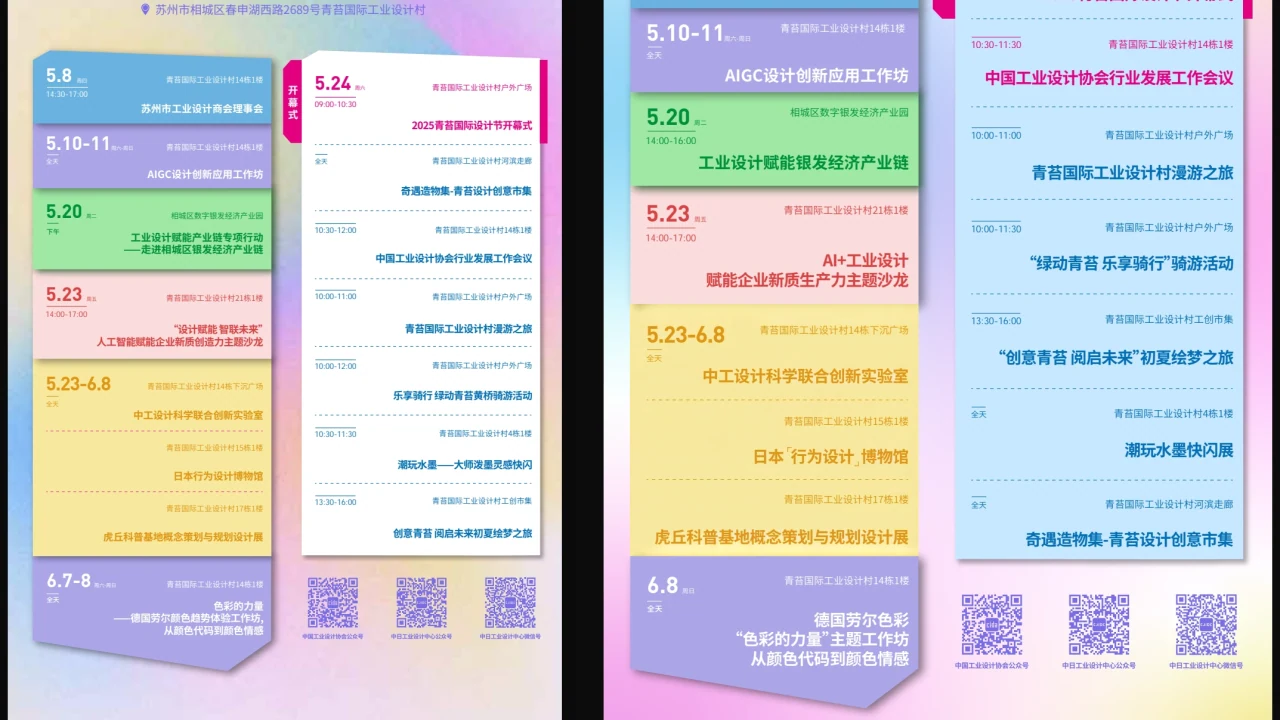 苏州市相城区春申湖西路2689号青苔国际工业设计村
5.8 周四
青苔国际工业设计村14栋1楼
14:30-17:00
苏州市工业设计商会理事会
5.10-11 周六-周日
青苔国际工业设计村14栋1楼
全天
AIGC设计创新应用工作坊
5.20 周二
相城区数字银发经济产业园
下午
工业设计赋能产业链专项行动
——走进相城区银发经济产业链
5.23 周五
青苔国际工业设计村21栋1楼
14:00-17:00
“设计赋能 智联未来”
人工智能赋能企业新质创造力主题沙龙
5.23-6.8
青苔国际工业设计村14栋下沉广场
全天
中工设计科学联合创新实验室
青苔国际工业设计村15栋1楼
日本行为设计博物馆
青苔国际工业设计村17栋1楼
虎丘科普基地概念策划与规划设计展
6.7-8 周六-周日
青苔国际工业设计村14栋1楼
全天
色彩的力量
——德国劳尔颜色趋势体验工作坊,
从颜色代码到颜色情感
开幕式
5.24 周六
青苔国际工业设计村户外广场
09:00-10:30
2025青苔国际设计节开幕式
全天
青苔国际工业设计村河滨走廊
奇遇造物集-青苔设计创意市集
10:30-12:00
青苔国际工业设计村14栋1楼
中国工业设计协会行业发展工作会议
10:00-11:00
青苔国际工业设计村户外广场
青苔国际工业设计村漫游之旅
10:00-12:00
青苔国际工业设计村户外广场
乐享骑行 绿动青苔黄桥骑游活动
10:30-11:30
青苔国际工业设计村4栋1楼
潮玩水墨——大师泼墨灵感快闪
13:30-16:00
青苔国际工业设计村工创市集
创意青苔 阅启未来初夏绘梦之旅
中国工业设计协会公众号
中日工业设计中心公众号
中日工业设计中心微信号
5.10-11 周六-周日
青苔国际工业设计村14栋1楼
全天
AIGC设计创新应用工作坊
5.20 周二
相城区数字银发经济产业园
14:00-16:00
工业设计赋能银发经济产业链
5.23 周五
青苔国际工业设计村21栋1楼
14:00-17:00
AI+工业设计
赋能企业新质生产力主题沙龙
5.23-6.8
青苔国际工业设计村14栋下沉广场
全天
中工设计科学联合创新实验室
青苔国际工业设计村15栋1楼
日本「行为设计」博物馆
青苔国际工业设计村17栋1楼
虎丘科普基地概念策划与规划设计展
6.8 周日
青苔国际工业设计村14栋1楼
全天
德国劳尔色彩
“色彩的力量”主题工作坊
从颜色代码到颜色情感
10:30-11:30
青苔国际工业设计村14栋1楼
中国工业设计协会行业发展工作会议
10:00-11:00
青苔国际工业设计村户外广场
青苔国际工业设计村漫游之旅
10:00-11:30
青苔国际工业设计村户外广场
“绿动青苔 乐享骑行”骑游活动
13:30-16:00
青苔国际工业设计村工创市集
“创意青苔 阅启未来”初夏绘梦之旅
全天
青苔国际工业设计村4栋1楼
潮玩水墨快闪展
全天
青苔国际工业设计村河滨走廊
奇遇造物集-青苔设计创意市集
中国工业设计协会公众号
中日工业设计中心公众号
中日工业设计中心微信号